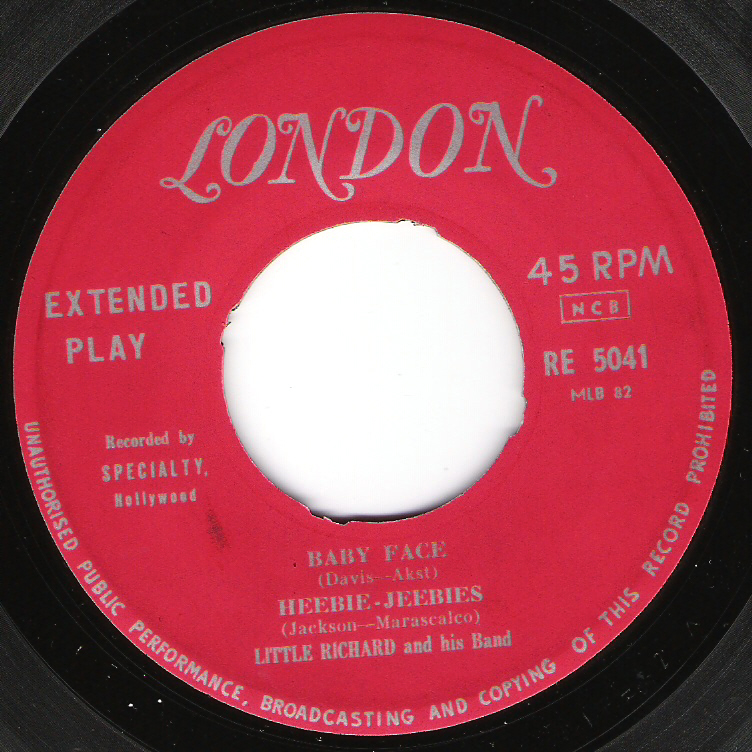 LONDON
EXTENDED
PLAY
45 RPM
NCB
RE 5041
MLB 82
Recorded by
SPECIALTY,
Hollywood
BABY FACE
(Davis—Akst)
HEEBIE-JEEBIES
(Jackson—Marascalco)
LITTLE RICHARD and his Band
UNAUTHORISED PUBLIC PERFORMANCE, BROADCASTING AND COPYING OF THIS RECORD PROHIBITED